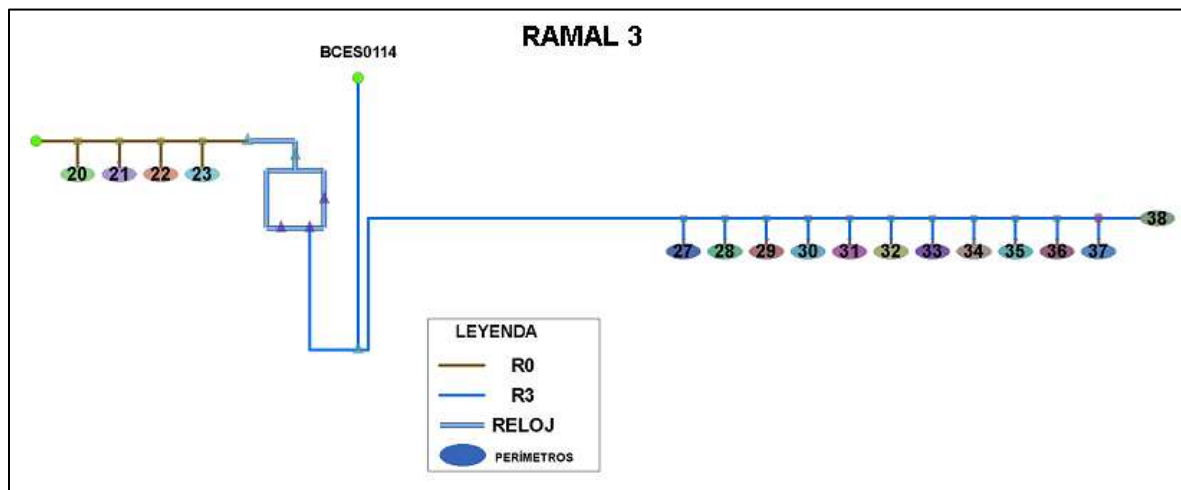 RAMAL 3
BCES0114
20 21 22 23
38
27 28 29 30 31 32 33 34 35 36 37
LEYENDA
R0
R3
RELOJ
PERÍMETROS